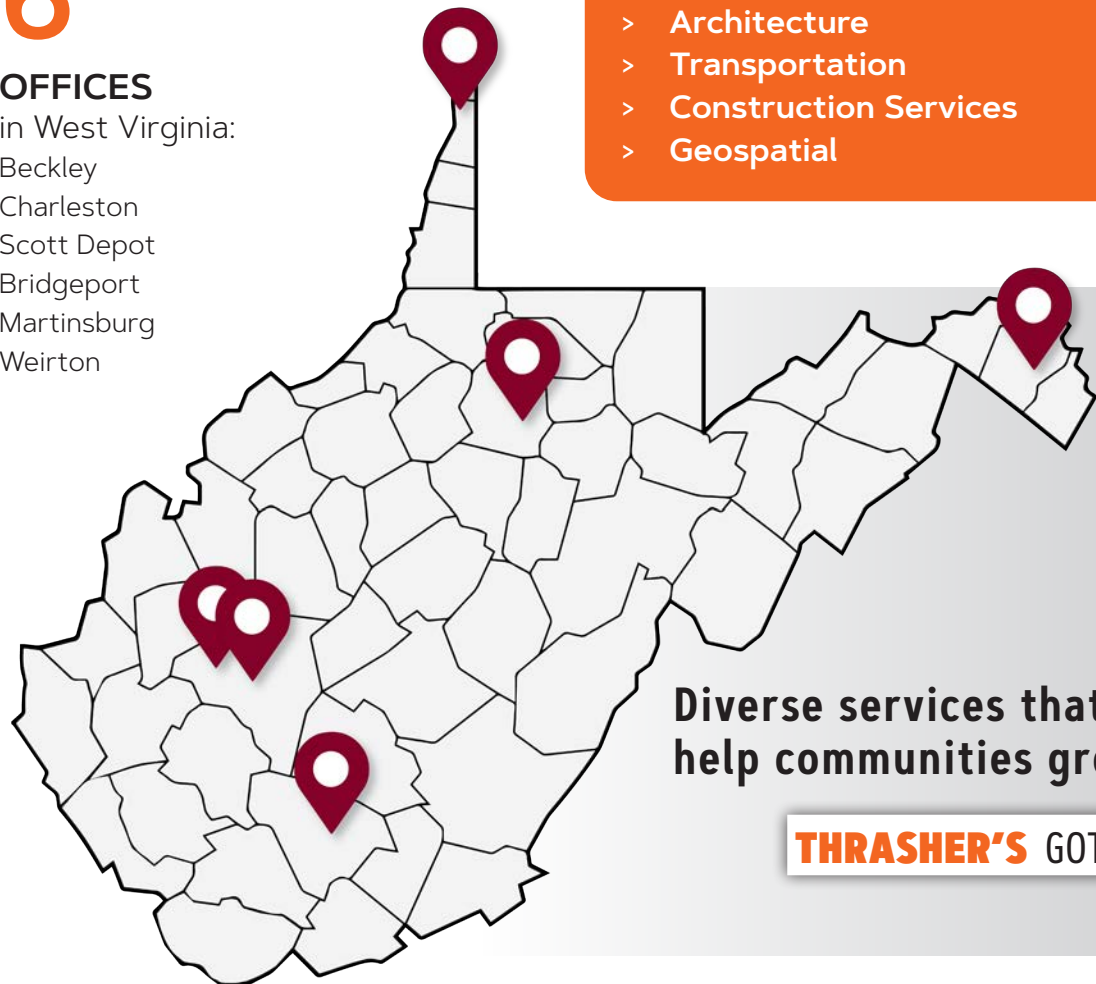 6
OFFICES
in West Virginia:
Beckley
Charleston
Scott Depot
Bridgeport
Martinsburg
Weirton
> Architecture
> Transportation
> Construction Services
> Geospatial
Diverse services that
help communities
THRASHER'S GOT